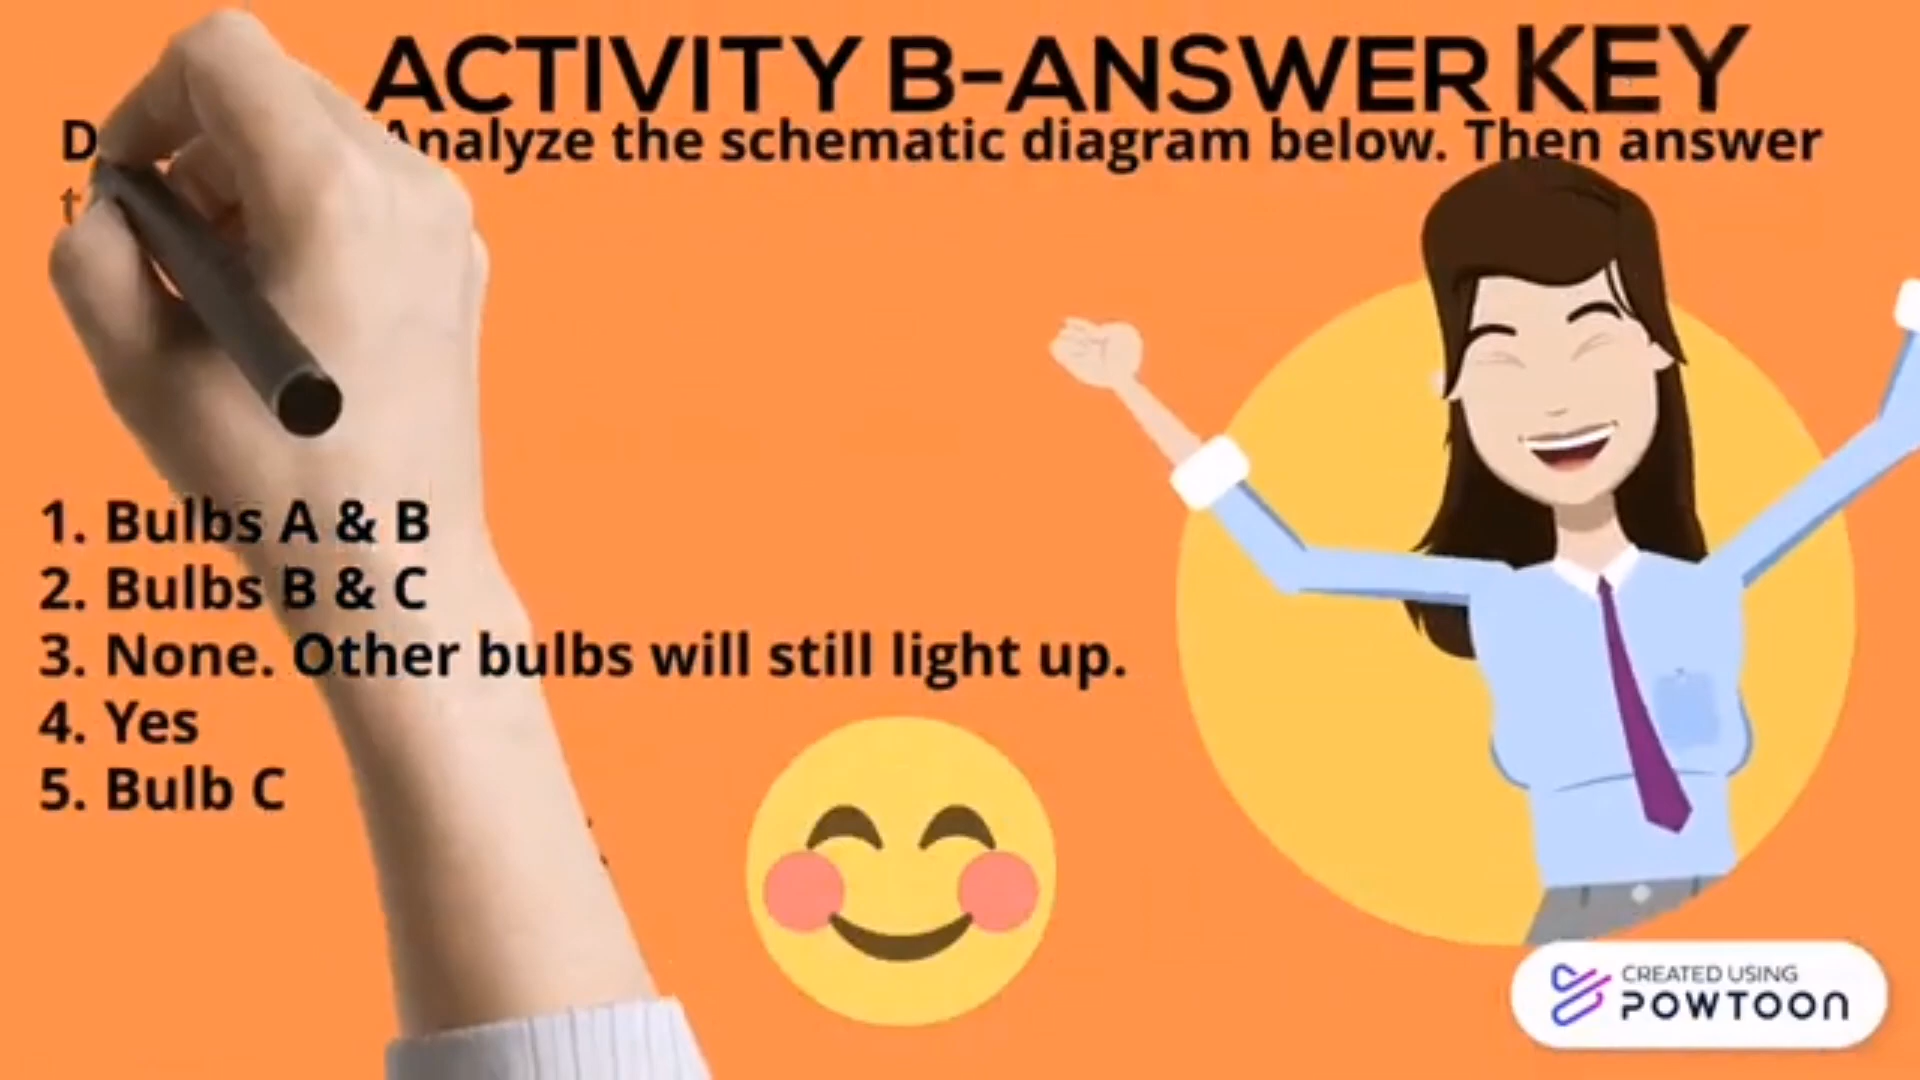 ACTIVITY B-ANSWER KEY
Analyze the schematic diagram below. Then answer
1. Bulbs A & B
2. Bulbs B & C
3. None. Other bulbs will still light up.
4. Yes
5. Bulb C
CREATED USING
POWTOON